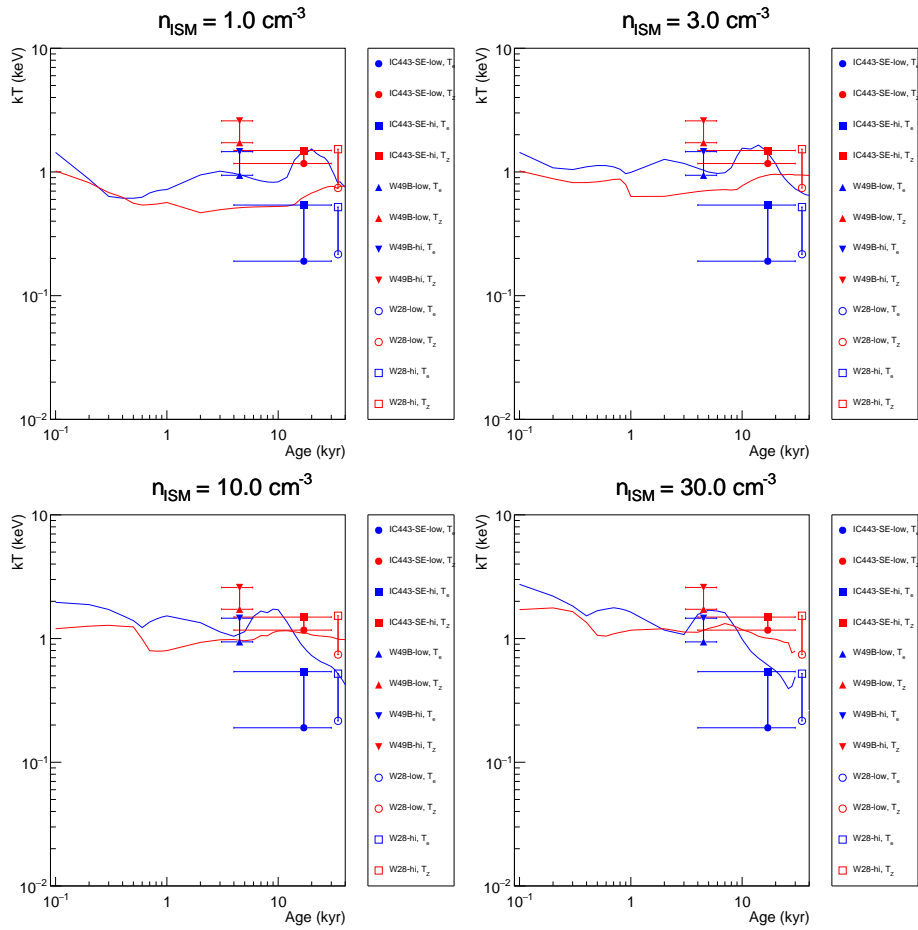 n_ISM = 1.0 cm^-3
kT (keV)
10
1
10^−1
10^−2
10^−1
1
10
Age (kyr)
IC443-SE-low, T_e
IC443-SE-low, T_Z
IC443-SE-hi, T_e
IC443-SE-hi, T_Z
W49B-low, T_e
W49B-low, T_Z
W49B-hi, T_e
W49B-hi, T_Z
W28-low, T_e
W28-low, T_Z
W28-hi, T_e
W28-hi, T_Z
n_ISM = 3.0 cm^-3
kT (keV)
10
1
10^−1
10^−2
10^−1
1
10
Age (kyr)
IC443-SE-low, T_e
IC443-SE-low, T_Z
IC443-SE-hi, T_e
IC443-SE-hi, T_Z
W49B-low, T_e
W49B-low, T_Z
W49B-hi, T_e
W49B-hi, T_Z
W28-low, T_e
W28-low, T_Z
W28-hi, T_e
W28-hi, T_Z
n_ISM = 10.0 cm^-3
kT (keV)
10
1
10^−1
10^−2
10^−1
1
10
Age (kyr)
IC443-SE-low, T_e
IC443-SE-low, T_Z
IC443-SE-hi, T_e
IC443-SE-hi, T_Z
W49B-low, T_e
W49B-low, T_Z
W49B-hi, T_e
W49B-hi, T_Z
W28-low, T_e
W28-low, T_Z
W28-hi, T_e
W28-hi, T_Z
n_ISM = 30.0 cm^-3
kT (keV)
10
1
10^−1
10^−2
10^−1
1
10
Age (kyr)
IC443-SE-low, T_e
IC443-SE-low, T_Z
IC443-SE-hi, T_e
IC443-SE-hi, T_Z
W49B-low, T_e
W49B-low, T_Z
W49B-hi, T_e
W49B-hi, T_Z
W28-low, T_e
W28-low, T_Z
W28-hi, T_e
W28-hi, T_Z